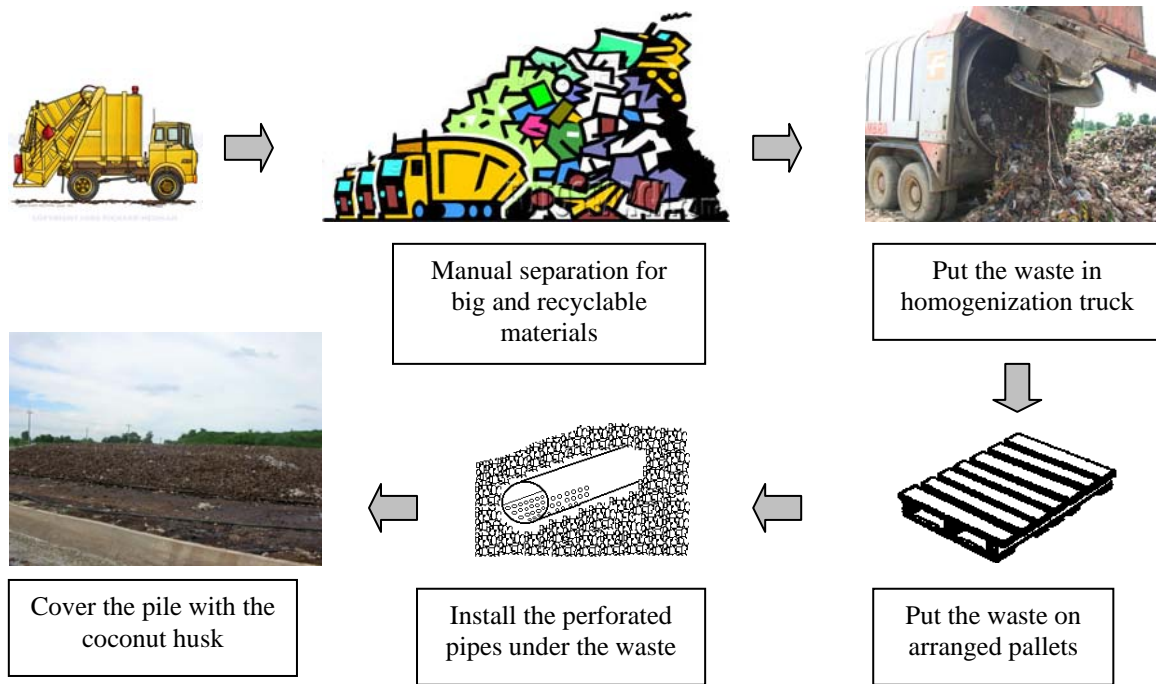 Manual separation for
big and recyclable
materials
Put the waste in
homogenization truck
Cover the pile with the
coconut husk
Install the perforated
pipes under the waste
Put the waste on
arranged pallets